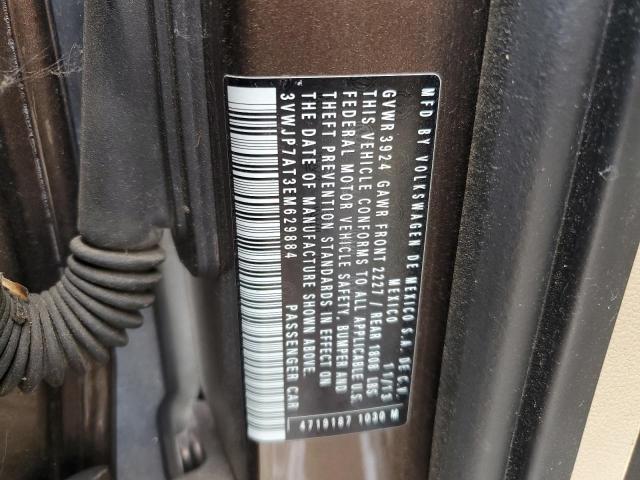 MFD BY VOLKSWAGEN DE MEXICO S.A. DE C.V.
MEXICO 11/13
GVWR 3924 GAWR FRONT 2227 / REAR 1808 LBS
THIS VEHICLE CONFORMS TO ALL APPLICABLE U.S.
FEDERAL MOTOR VEHICLE SAFETY, BUMPER AND
THEFT PREVENTION STANDARDS IN EFFECT ON
THE DATE OF MANUFACTURE SHOWN ABOVE.
3VWJP7AT3EM629884 PASSENGER CAR
4710187 1030 M